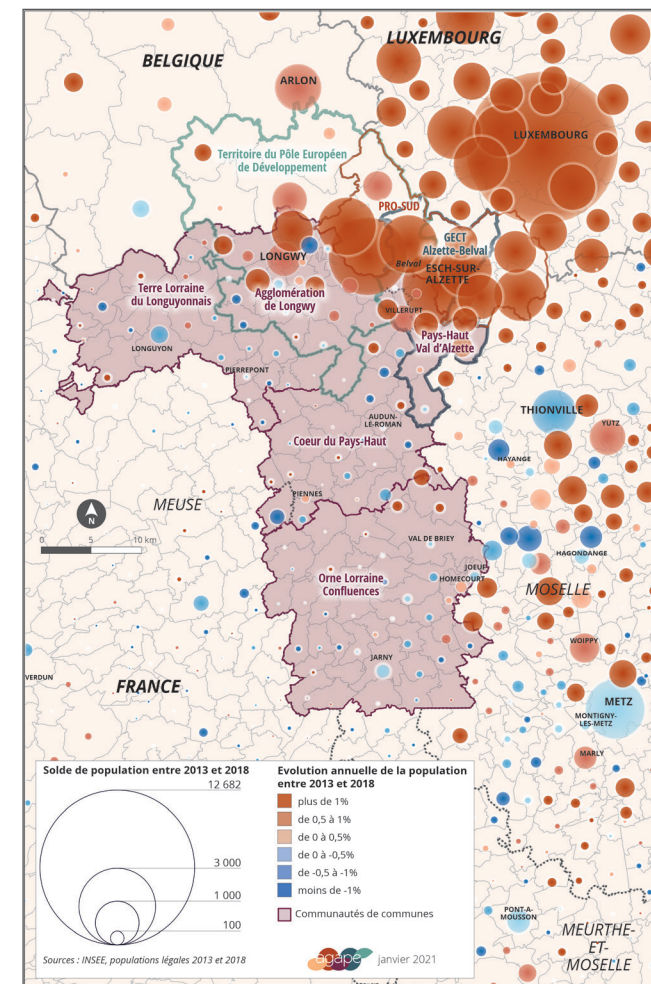 LUXEMBOURG
BELGIQUE
ARLON
LUXEMBOURG
Territoire du Pôle Européen
de Développement
PRO-SUD
GECT
Alzette-Belval
LONGWY
Belval
ESCH-SUR-
ALZETTE
Terre Lorraine
du Longuyonnais
Agglomération
de Longwy
VILLERUPT
Pays-Haut
Val d'Alzette
LONGUYON
PIERREPONT
THIONVILLE
YUTZ
AUDUN-
LE-ROMAN
Coeur du Pays-Haut
HAYANGE
MEUSE
PIENNES
N
0 5 10 km
VAL DE BRIEY
HAGONDANGE
JOEUF
HOMECOURT
Orne Lorraine
Confluences
MOSELLE
WOIPPY
JARNY
VERDUN
FRANCE
METZ
MONTIGNY-
LES-METZ
MARLY
Solde de population entre 2013 et 2018
12 682
3 000
1 000
100
Sources : INSEE, populations légales 2013 et 2018
Evolution annuelle de la population
entre 2013 et 2018
plus de 1%
de 0,5 à 1%
de 0 à 0,5%
de 0 à -0,5%
de -0,5 à -1%
moins de -1%
Communautés de communes
agape janvier 2021
PONT-A-
MOUSSON
MEURTHE-
ET-
MOSELLE